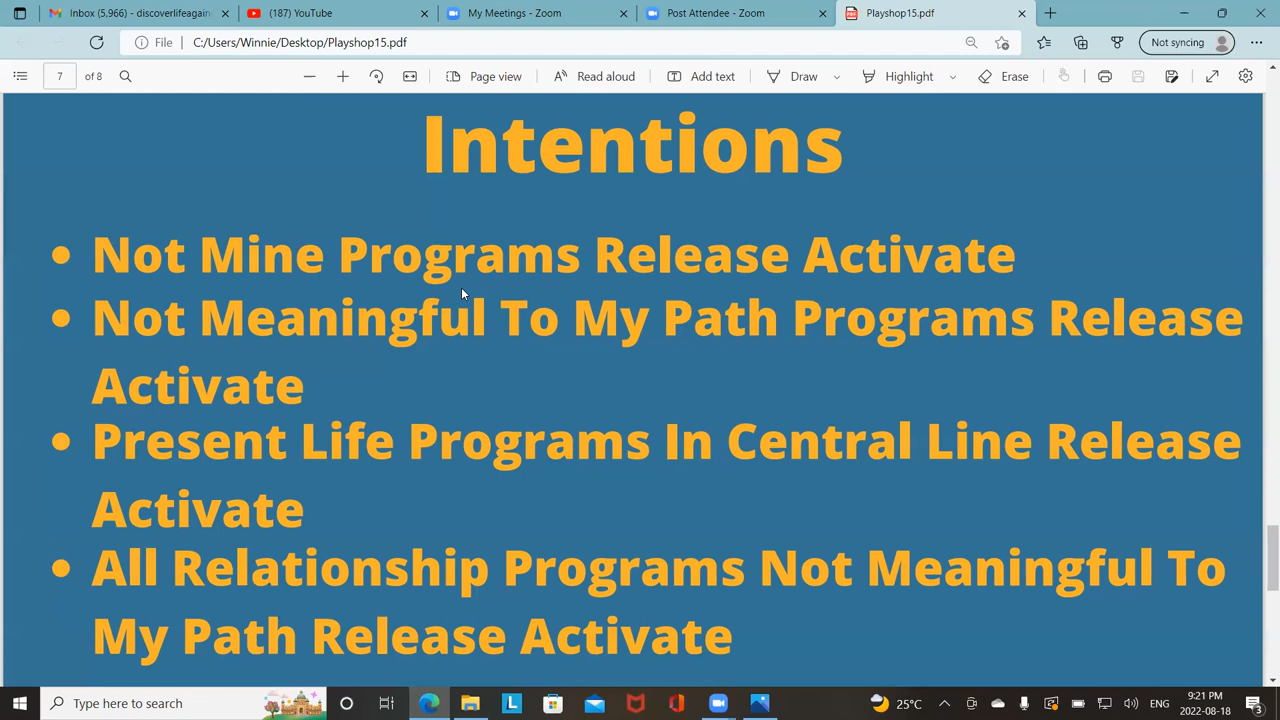 Inbox (5,966) - discoverlifeagain
(187) YouTube
My Meetings - Zoom
Post Attendee - Zoom
Playshop15.pdf
File
C:/Users/Winnie/Desktop/Playshop15.pdf
Not syncing
7 of 8
Page view
Read aloud
Add text
Draw
Highlight
Erase
Intentions
• Not Mine Programs Release Activate
• Not Meaningful To My Path Programs Release
Activate
• Present Life Programs In Central Line Release
Activate
• All Relationship Programs Not Meaningful To
My Path Release Activate
Type here to search
L
25°C
ENG
9:21 PM
2022-08-18
3